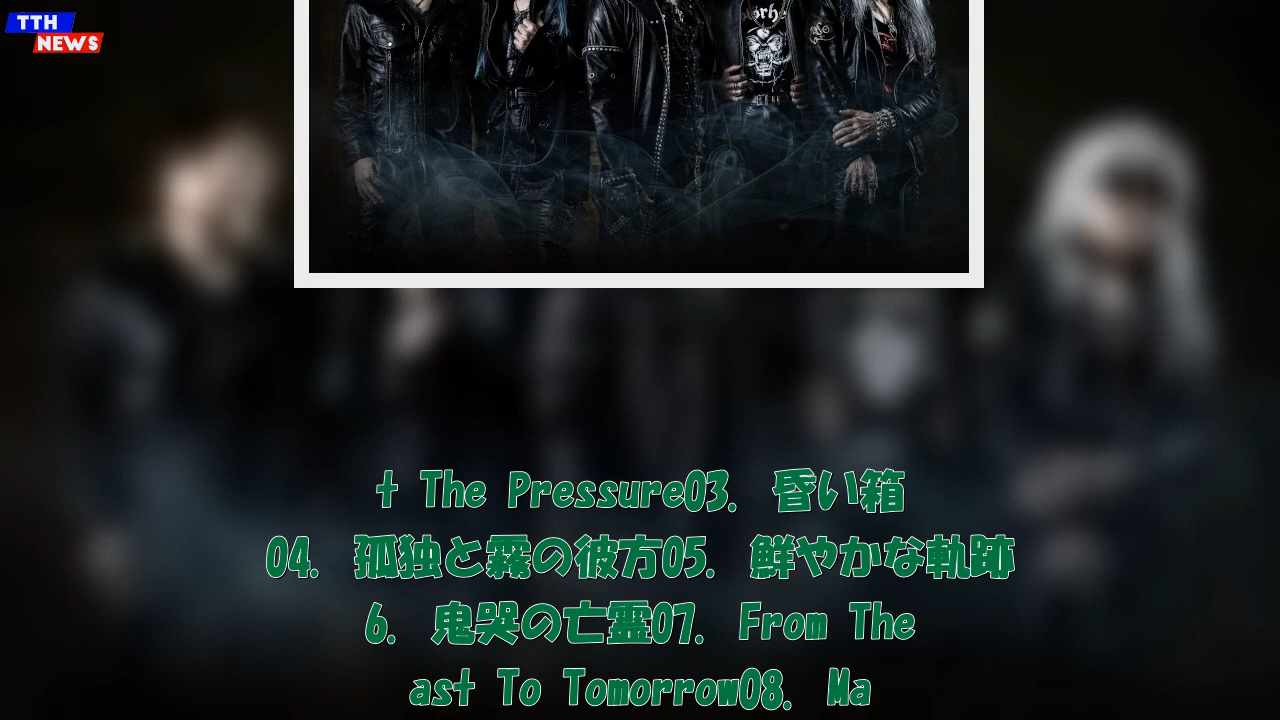 TTH
NEWS
t The Pressure03. 昏い箱
04. 孤独と霧の彼方05. 鮮やかな軌跡
6. 鬼哭の亡霊07. From The
ast To Tomorrow08. Ma